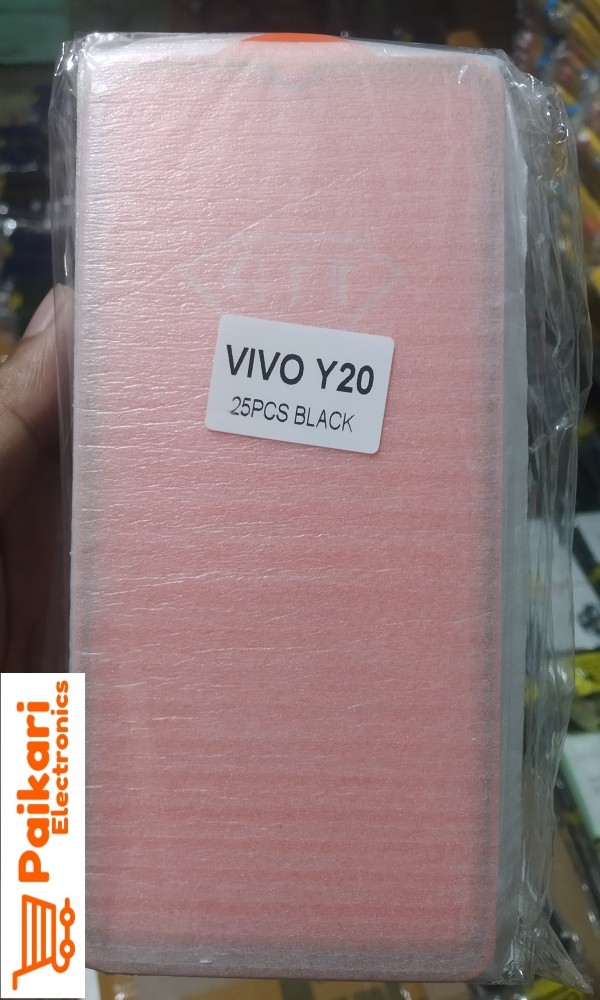 VIVO Y20
25PCS BLACK
Paikari
Electronics